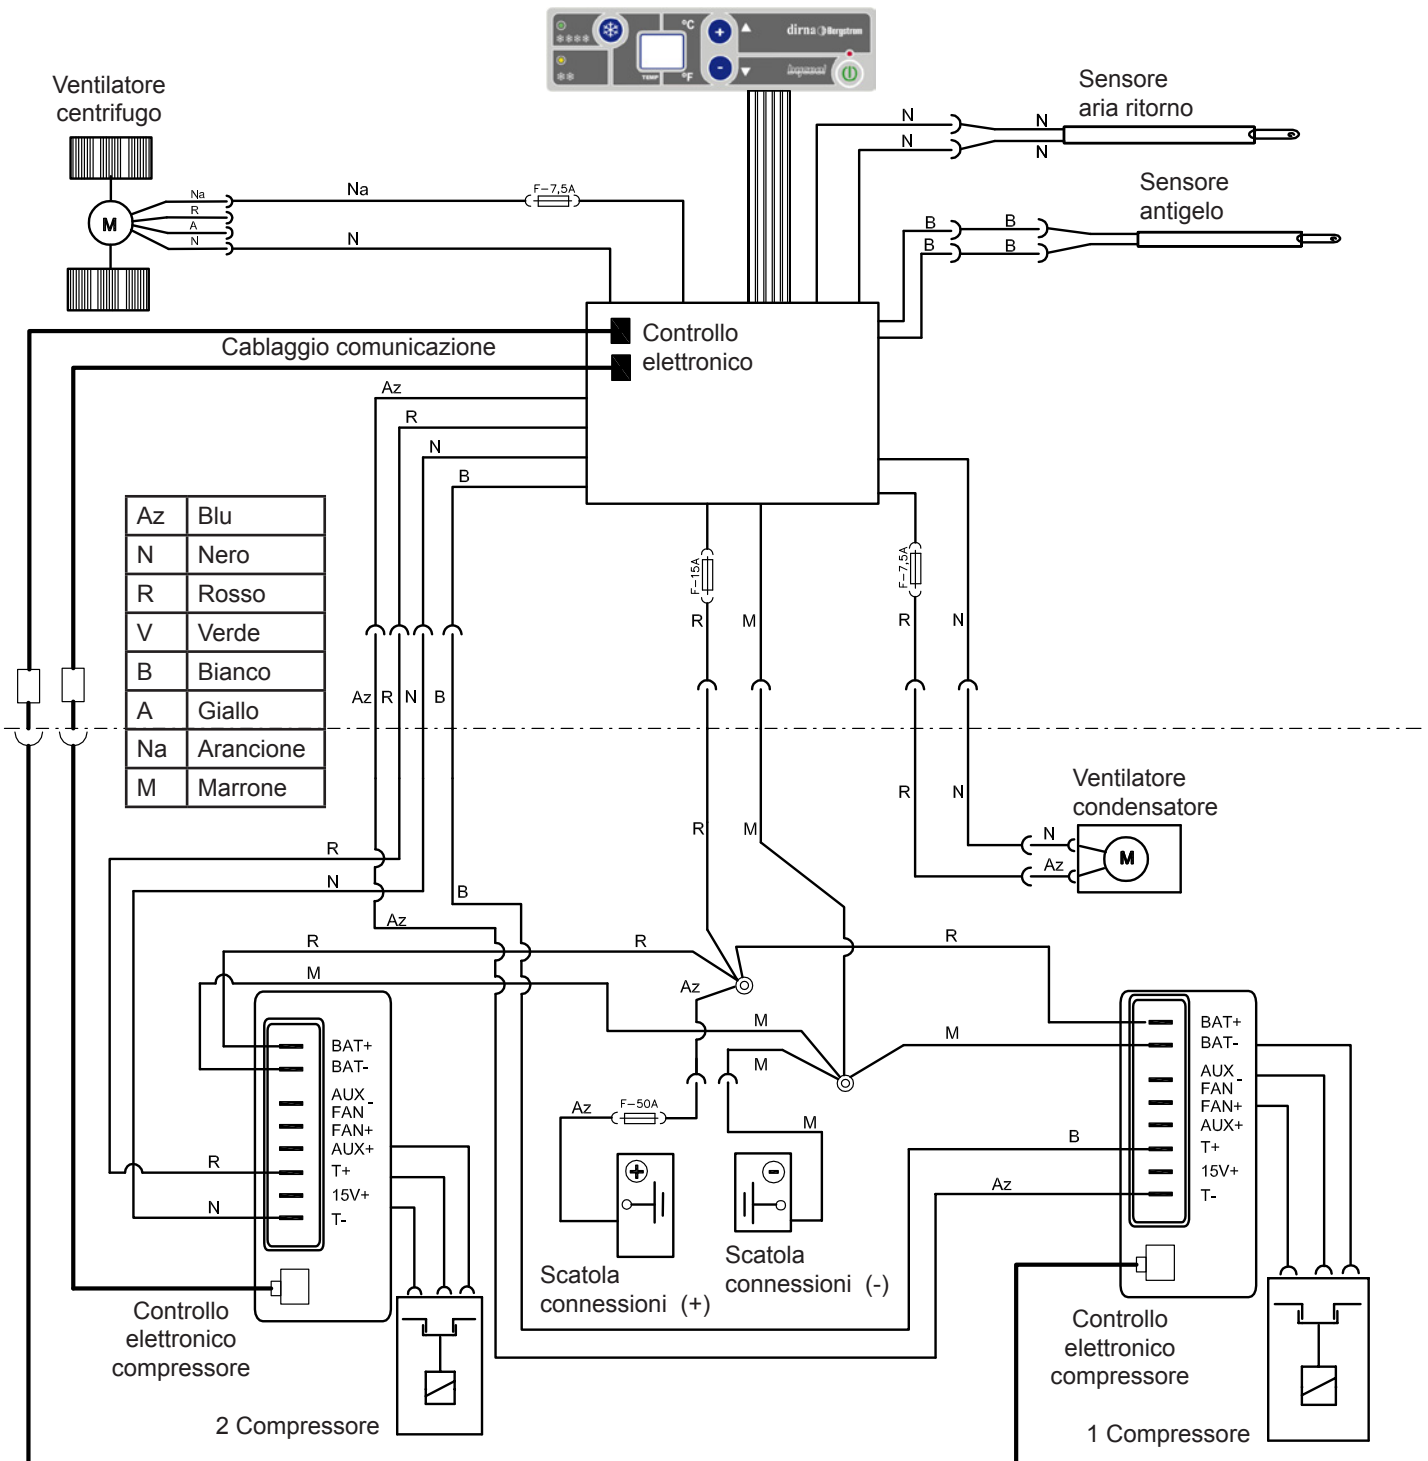 °C
°F
TEMP
dirna Bergstrom
Ventilatore
centrifugo
Sensore
aria ritorno
Sensore
antigelo
N
N
N
N
Na
R
A
N
Na
N
F-7,5A
M
B
B
B
B
Controllo
elettronico
Cablaggio comunicazione
Az
R
N
B
Az Blu
N Nero
R Rosso
V Verde
B Bianco
A Giallo
Na Arancione
M Marrone
F-15A
F-7,5A
R
M
R
N
Az
R
N
B
Ventilatore
condensatore
R
N
R
M
N
Az
M
R
N
B
Az
R
R
R
M
Az
M
M
M
BAT+
BAT-
AUX
FAN -
FAN+
AUX+
T+
15V+
T-
R
N
Az
F-50A
M
+
-
B
Az
BAT+
BAT-
AUX
FAN -
FAN+
AUX+
T+
15V+
T-
Scatola
connessioni (+)
Scatola
connessioni (-)
Controllo
elettronico
compressore
2 Compressore
Controllo
elettronico
compressore
1 Compressore